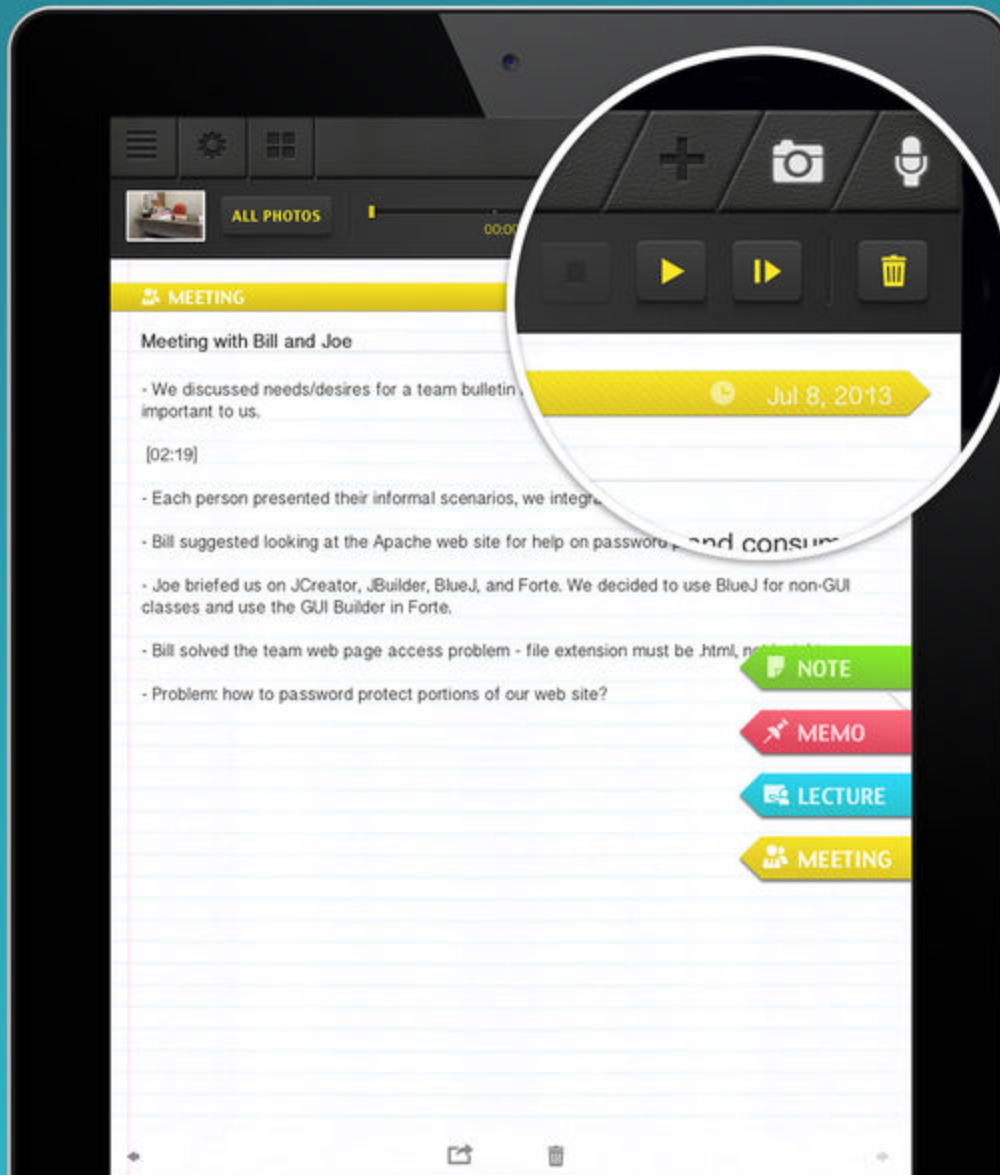 ALL PHOTOS
00:00
MEETING
Jul 8, 2013
Meeting with Bill and Joe
- We discussed needs/desires for a team bulletin
important to us.
[02:19]
- Each person presented their informal scenarios, we
- Bill suggested looking at the Apache web site for help on password
and
- Joe briefed us on JCreator, JBuilder, BlueJ, and Forte. We decided to use BlueJ for non-GUI
classes and use the GUI Builder in Forte.
- Bill solved the team web page access problem - file extension must be .html,
- Problem: how to password protect portions of our web site?
NOTE
MEMO
LECTURE
MEETING